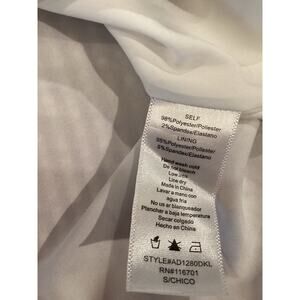 SELF
98%Polyester/Poliester
2%Spandex/Elastano
LINING
95%Polyester/Poliester
5%Spandex/Elastano
Hand wash cold
Do not bleach
Low iron
Line dry
Made in China
Lavar a mano con
agua fria
No us ar blanqueador
Planchar a baja temperatura
Secar colgado
Hecho en China
STYLE#AD1280DKL
RN#116701
S/CHICO